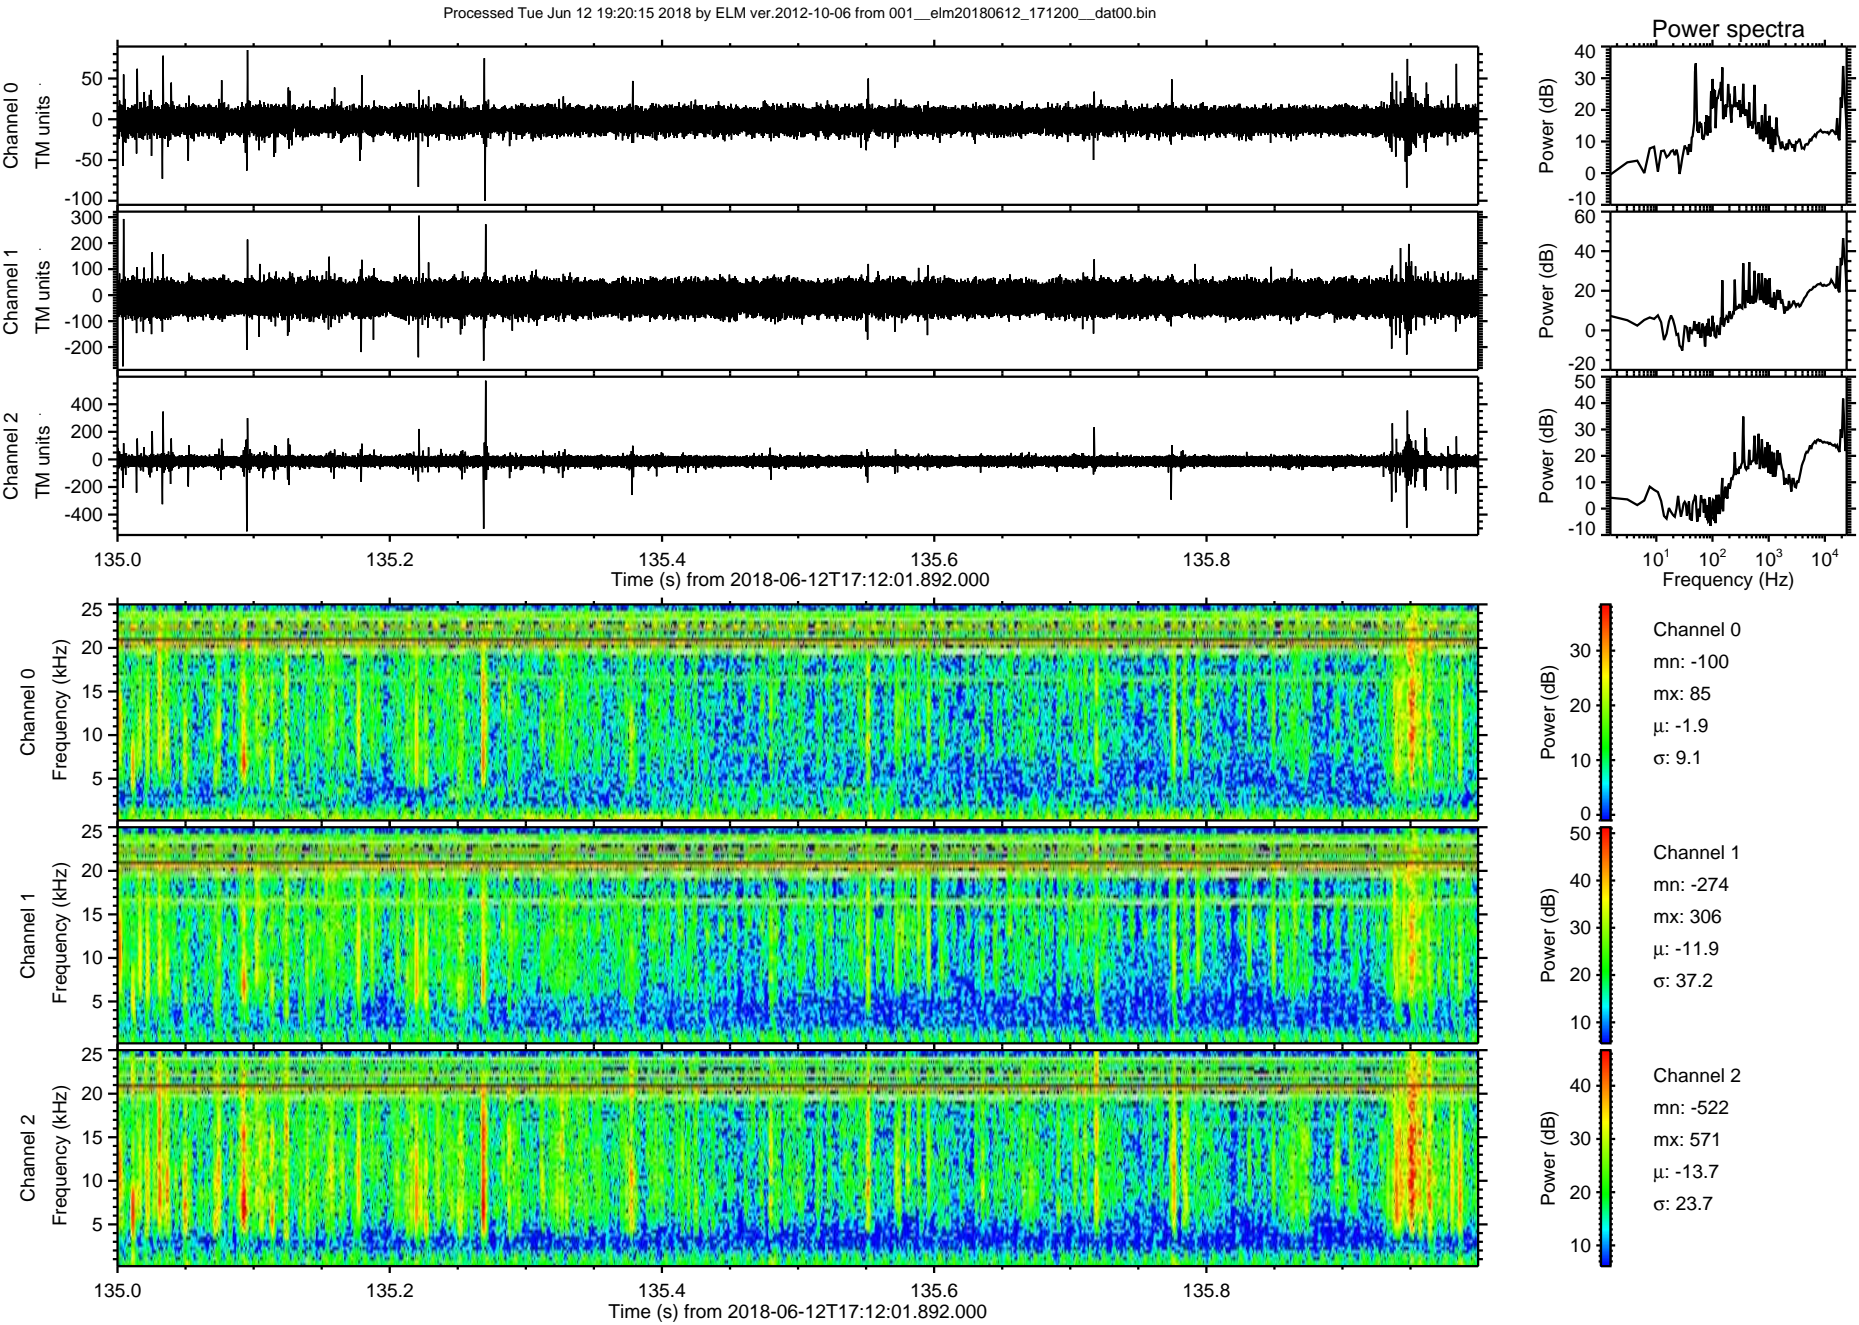 Processed Tue Jun 12 19:20:15 2018 by ELM ver.2012-10-06 from 001__elm20180612_171200__dat00.bin
Power spectra
Channel 0
TM units
50
0
-50
-100
Power (dB)
40
30
20
10
0
-10
Channel 1
TM units
300
200
100
0
-100
-200
Power (dB)
60
40
20
0
-20
Channel 2
TM units
400
200
0
-200
-400
Power (dB)
50
40
30
20
10
0
-10
135.0 135.2 135.4 135.6 135.8
Time (s) from 2018-06-12T17:12:01.892.000
10^1 10^2 10^3 10^4
Frequency (Hz)
Channel 0
Frequency (kHz)
25
20
15
10
5
Power (dB)
30
20
10
0
Channel 0
mn: -100
mx: 85
μ: -1.9
σ: 9.1
Channel 1
Frequency (kHz)
25
20
15
10
5
Power (dB)
50
40
30
20
10
Channel 1
mn: -274
mx: 306
μ: -11.9
σ: 37.2
Channel 2
Frequency (kHz)
25
20
15
10
5
Power (dB)
40
30
20
10
Channel 2
mn: -522
mx: 571
μ: -13.7
σ: 23.7
135.0 135.2 135.4 135.6 135.8
Time (s) from 2018-06-12T17:12:01.892.000